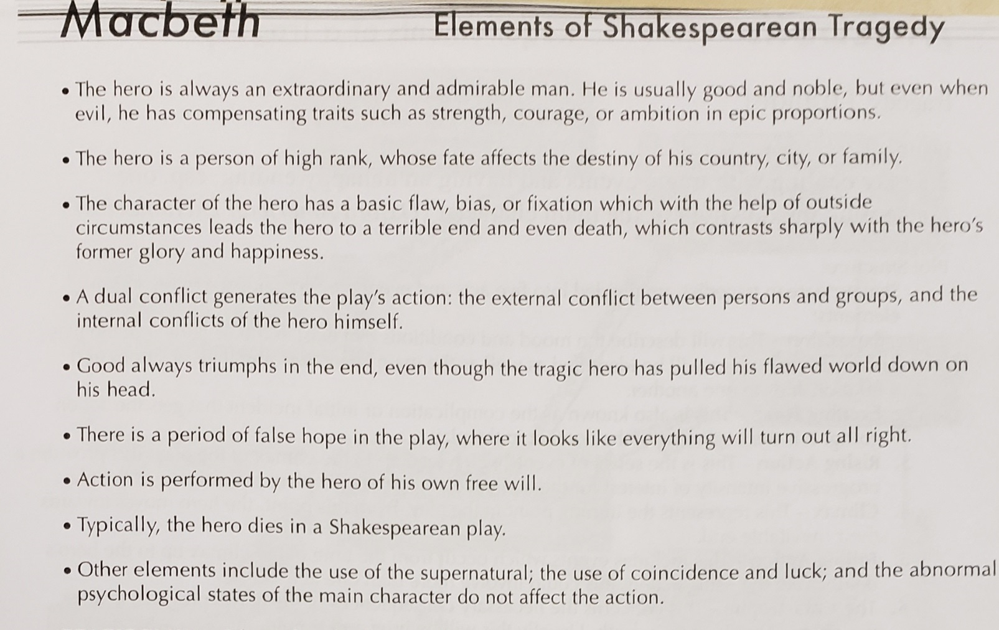 Macbeth
Elements of Shakespearean Tragedy
• The hero is always an extraordinary and admirable man. He is usually good and noble, but even when
evil, he has compensating traits such as strength, courage, or ambition in epic proportions.
• The hero is a person of high rank, whose fate affects the destiny of his country, city, or family.
• The character of the hero has a basic flaw, bias, or fixation which with the help of outside
circumstances leads the hero to a terrible end and even death, which contrasts sharply with the hero's
former glory and happiness.
• A dual conflict generates the play's action: the external conflict between persons and groups, and the
internal conflicts of the hero himself.
• Good always triumphs in the end, even though the tragic hero has pulled his flawed world down on
his head.
• There is a period of false hope in the play, where it looks like everything will turn out all right.
• Action is performed by the hero of his own free will.
• Typically, the hero dies in a Shakespearean play.
• Other elements include the use of the supernatural; the use of coincidence and luck; and the abnormal
psychological states of the main character do not affect the action.